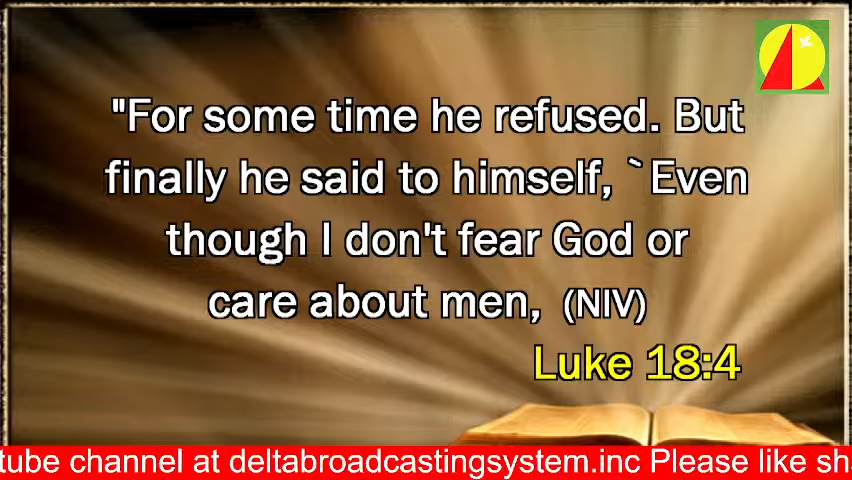 "For some time he refused. But
finally he said to himself, `Even
though I don't fear God or
care about men, (NIV)
Luke 18:4
tube channel at deltabroadcastingsystem.inc Please like sh